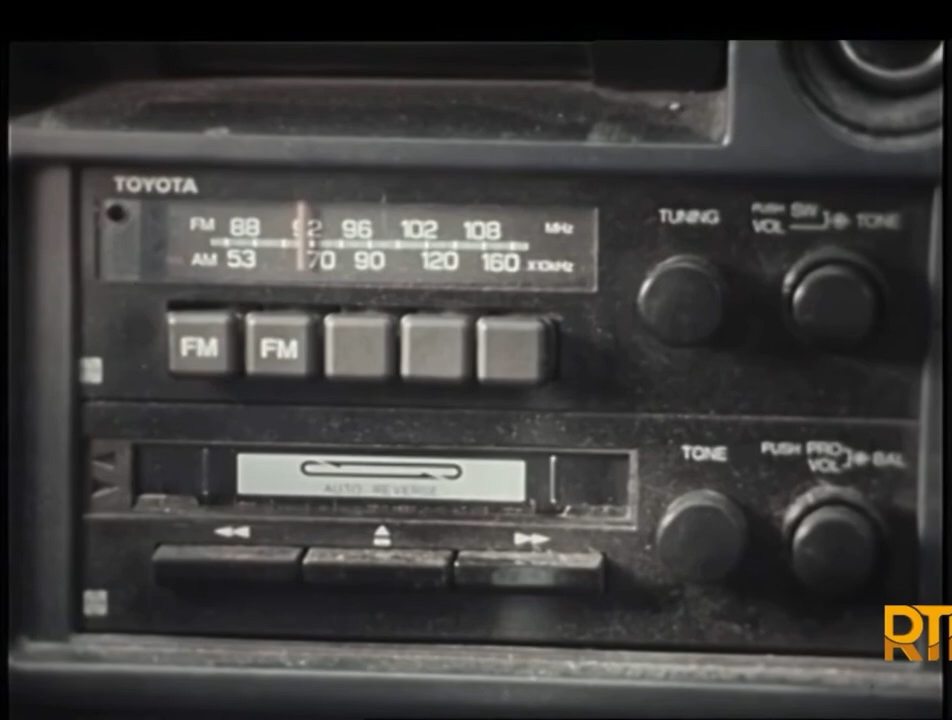 TOYOTA
FM 88 92 96 102 108 MHz
AM 53 70 90 120 160 x10kHz
TUNING
PUSH SW
VOL TONE
FM FM
AUTO REVERSE
TONE
PUSH PRO
VOL BAL
RT